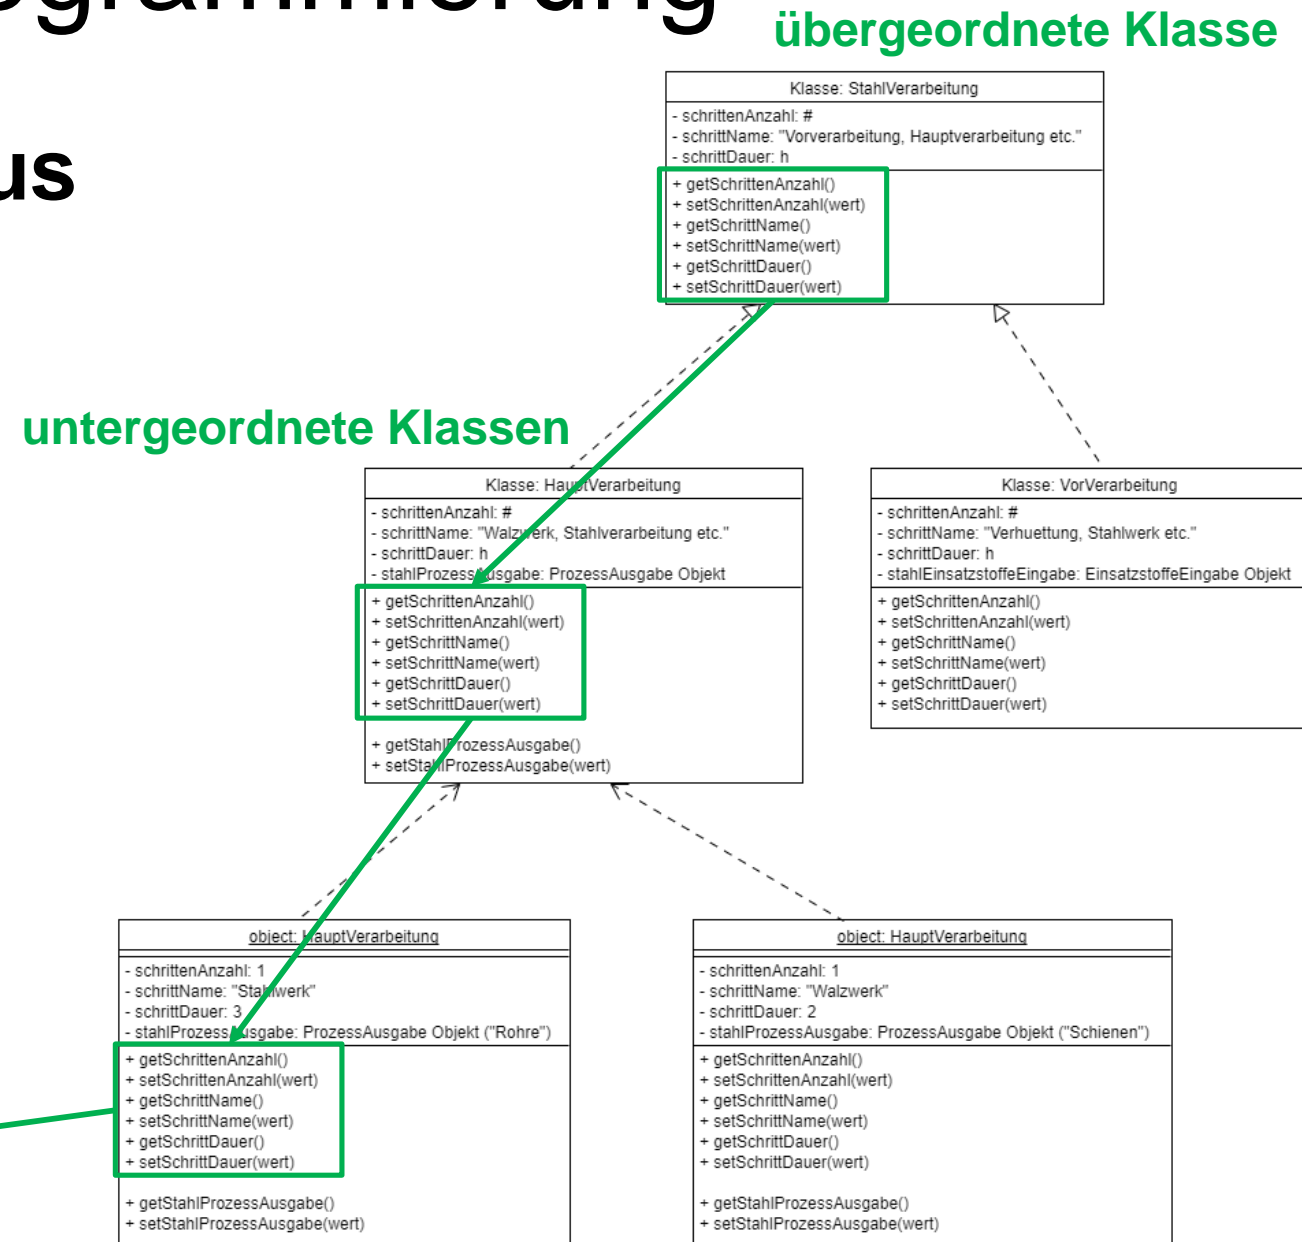 ogrammierung
übergeordnete Klasse
us
Klasse: StahlVerarbeitung
- schrittenAnzahl: #
- schrittName: "Vorverarbeitung, Hauptverarbeitung etc."
- schrittDauer: h
+ getSchrittenAnzahl()
+ setSchrittenAnzahl(wert)
+ getSchrittName()
+ setSchrittName(wert)
+ getSchrittDauer()
+ setSchrittDauer(wert)
untergeordnete Klassen
Klasse: HauptVerarbeitung
- schrittenAnzahl: #
- schrittName: "Walzwerk, Stahlverarbeitung etc."
- schrittDauer: h
- stahlProzessAusgabe: ProzessAusgabe Objekt
+ getSchrittenAnzahl()
+ setSchrittenAnzahl(wert)
+ getSchrittName()
+ setSchrittName(wert)
+ getSchrittDauer()
+ setSchrittDauer(wert)
+ getStahlProzessAusgabe()
+ setStahlProzessAusgabe(wert)
Klasse: VorVerarbeitung
- schrittenAnzahl: #
- schrittName: "Verhuettung, Stahlwerk etc."
- schrittDauer: h
- stahlEinsatzstoffeEingabe: EinsatzstoffeEingabe Objekt
+ getSchrittenAnzahl()
+ setSchrittenAnzahl(wert)
+ getSchrittName()
+ setSchrittName(wert)
+ getSchrittDauer()
+ setSchrittDauer(wert)
object: HauptVerarbeitung
- schrittenAnzahl: 1
- schrittName: "Stahlwerk"
- schrittDauer: 3
- stahlProzessAusgabe: ProzessAusgabe Objekt ("Rohre")
+ getSchrittenAnzahl()
+ setSchrittenAnzahl(wert)
+ getSchrittName()
+ setSchrittName(wert)
+ getSchrittDauer()
+ setSchrittDauer(wert)
+ getStahlProzessAusgabe()
+ setStahlProzessAusgabe(wert)
object: HauptVerarbeitung
- schrittenAnzahl: 1
- schrittName: "Walzwerk"
- schrittDauer: 2
- stahlProzessAusgabe: ProzessAusgabe Objekt ("Schienen")
+ getSchrittenAnzahl()
+ setSchrittenAnzahl(wert)
+ getSchrittName()
+ setSchrittName(wert)
+ getSchrittDauer()
+ setSchrittDauer(wert)
+ getStahlProzessAusgabe()
+ setStahlProzessAusgabe(wert)